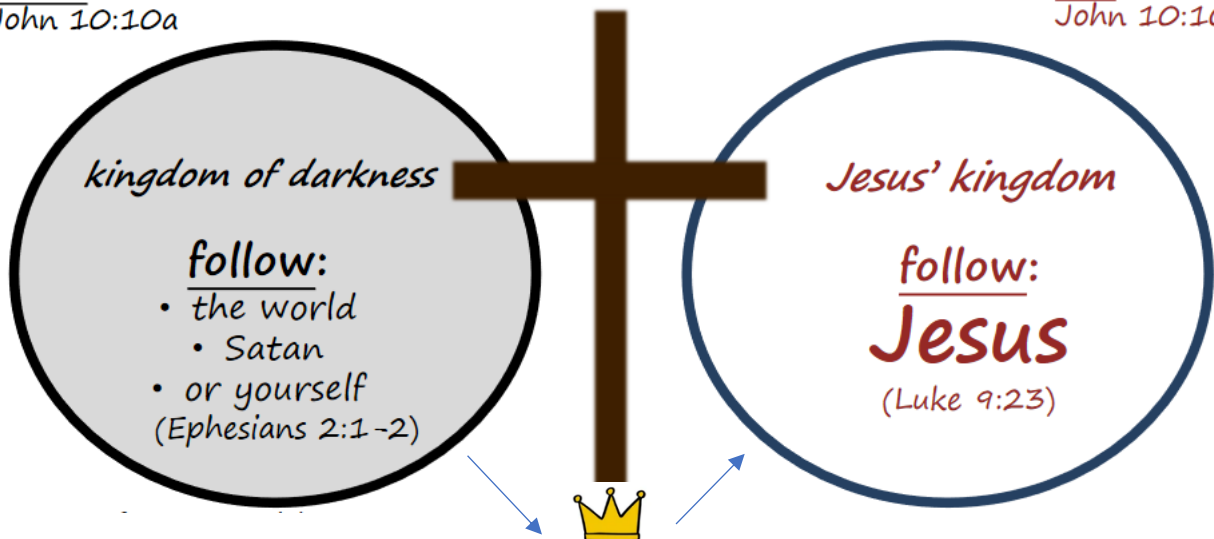 John 10:10a
John 10:10
kingdom of darkness
follow:
• the world
• Satan
• or yourself
(Ephesians 2:1-2)
Jesus’ kingdom
follow:
Jesus
(Luke 9:23)